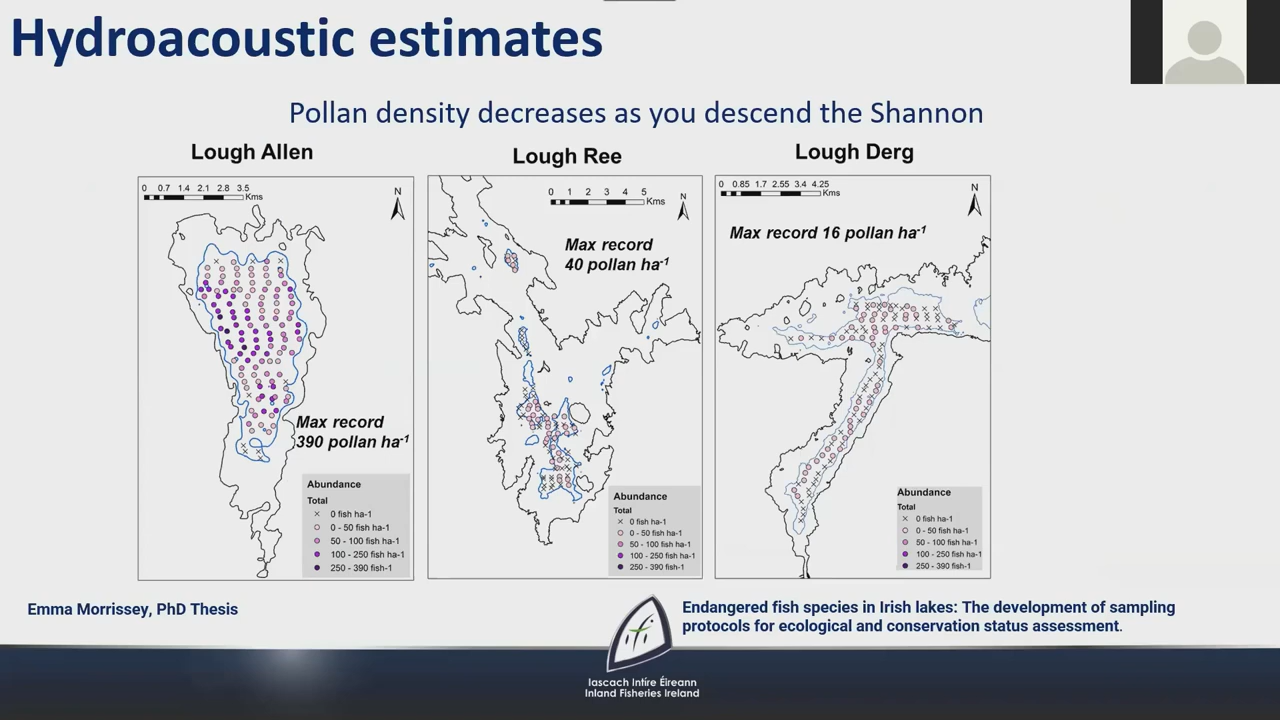 Hydroacoustic estimates
Pollan density decreases as you descend the Shannon
Lough Allen
0 0.7 1.4 2.1 2.8 3.5
Kms
N
Max record
390 pollan ha-1
Abundance
Total
0 fish ha-1
0 - 50 fish ha-1
50 - 100 fish ha-1
100 - 250 fish ha-1
250 - 390 fish-1
Lough Ree
0 1 2 3 4 5
Kms
N
Max record
40 pollan ha-1
Abundance
Total
0 fish ha-1
0 - 50 fish ha-1
50 - 100 fish ha-1
100 - 250 fish ha-1
250 - 390 fish-1
Lough Derg
0 0.85 1.7 2.55 3.4 4.25
Kms
N
Max record 16 pollan ha-1
Abundance
Total
0 fish ha-1
0 - 50 fish ha-1
50 - 100 fish ha-1
100 - 250 fish ha-1
250 - 390 fish-1
Emma Morrissey, PhD Thesis
Endangered fish species in Irish lakes: The development of sampling
protocols for ecological and conservation status assessment.
Iascach Intíre Éireann
Inland Fisheries Ireland